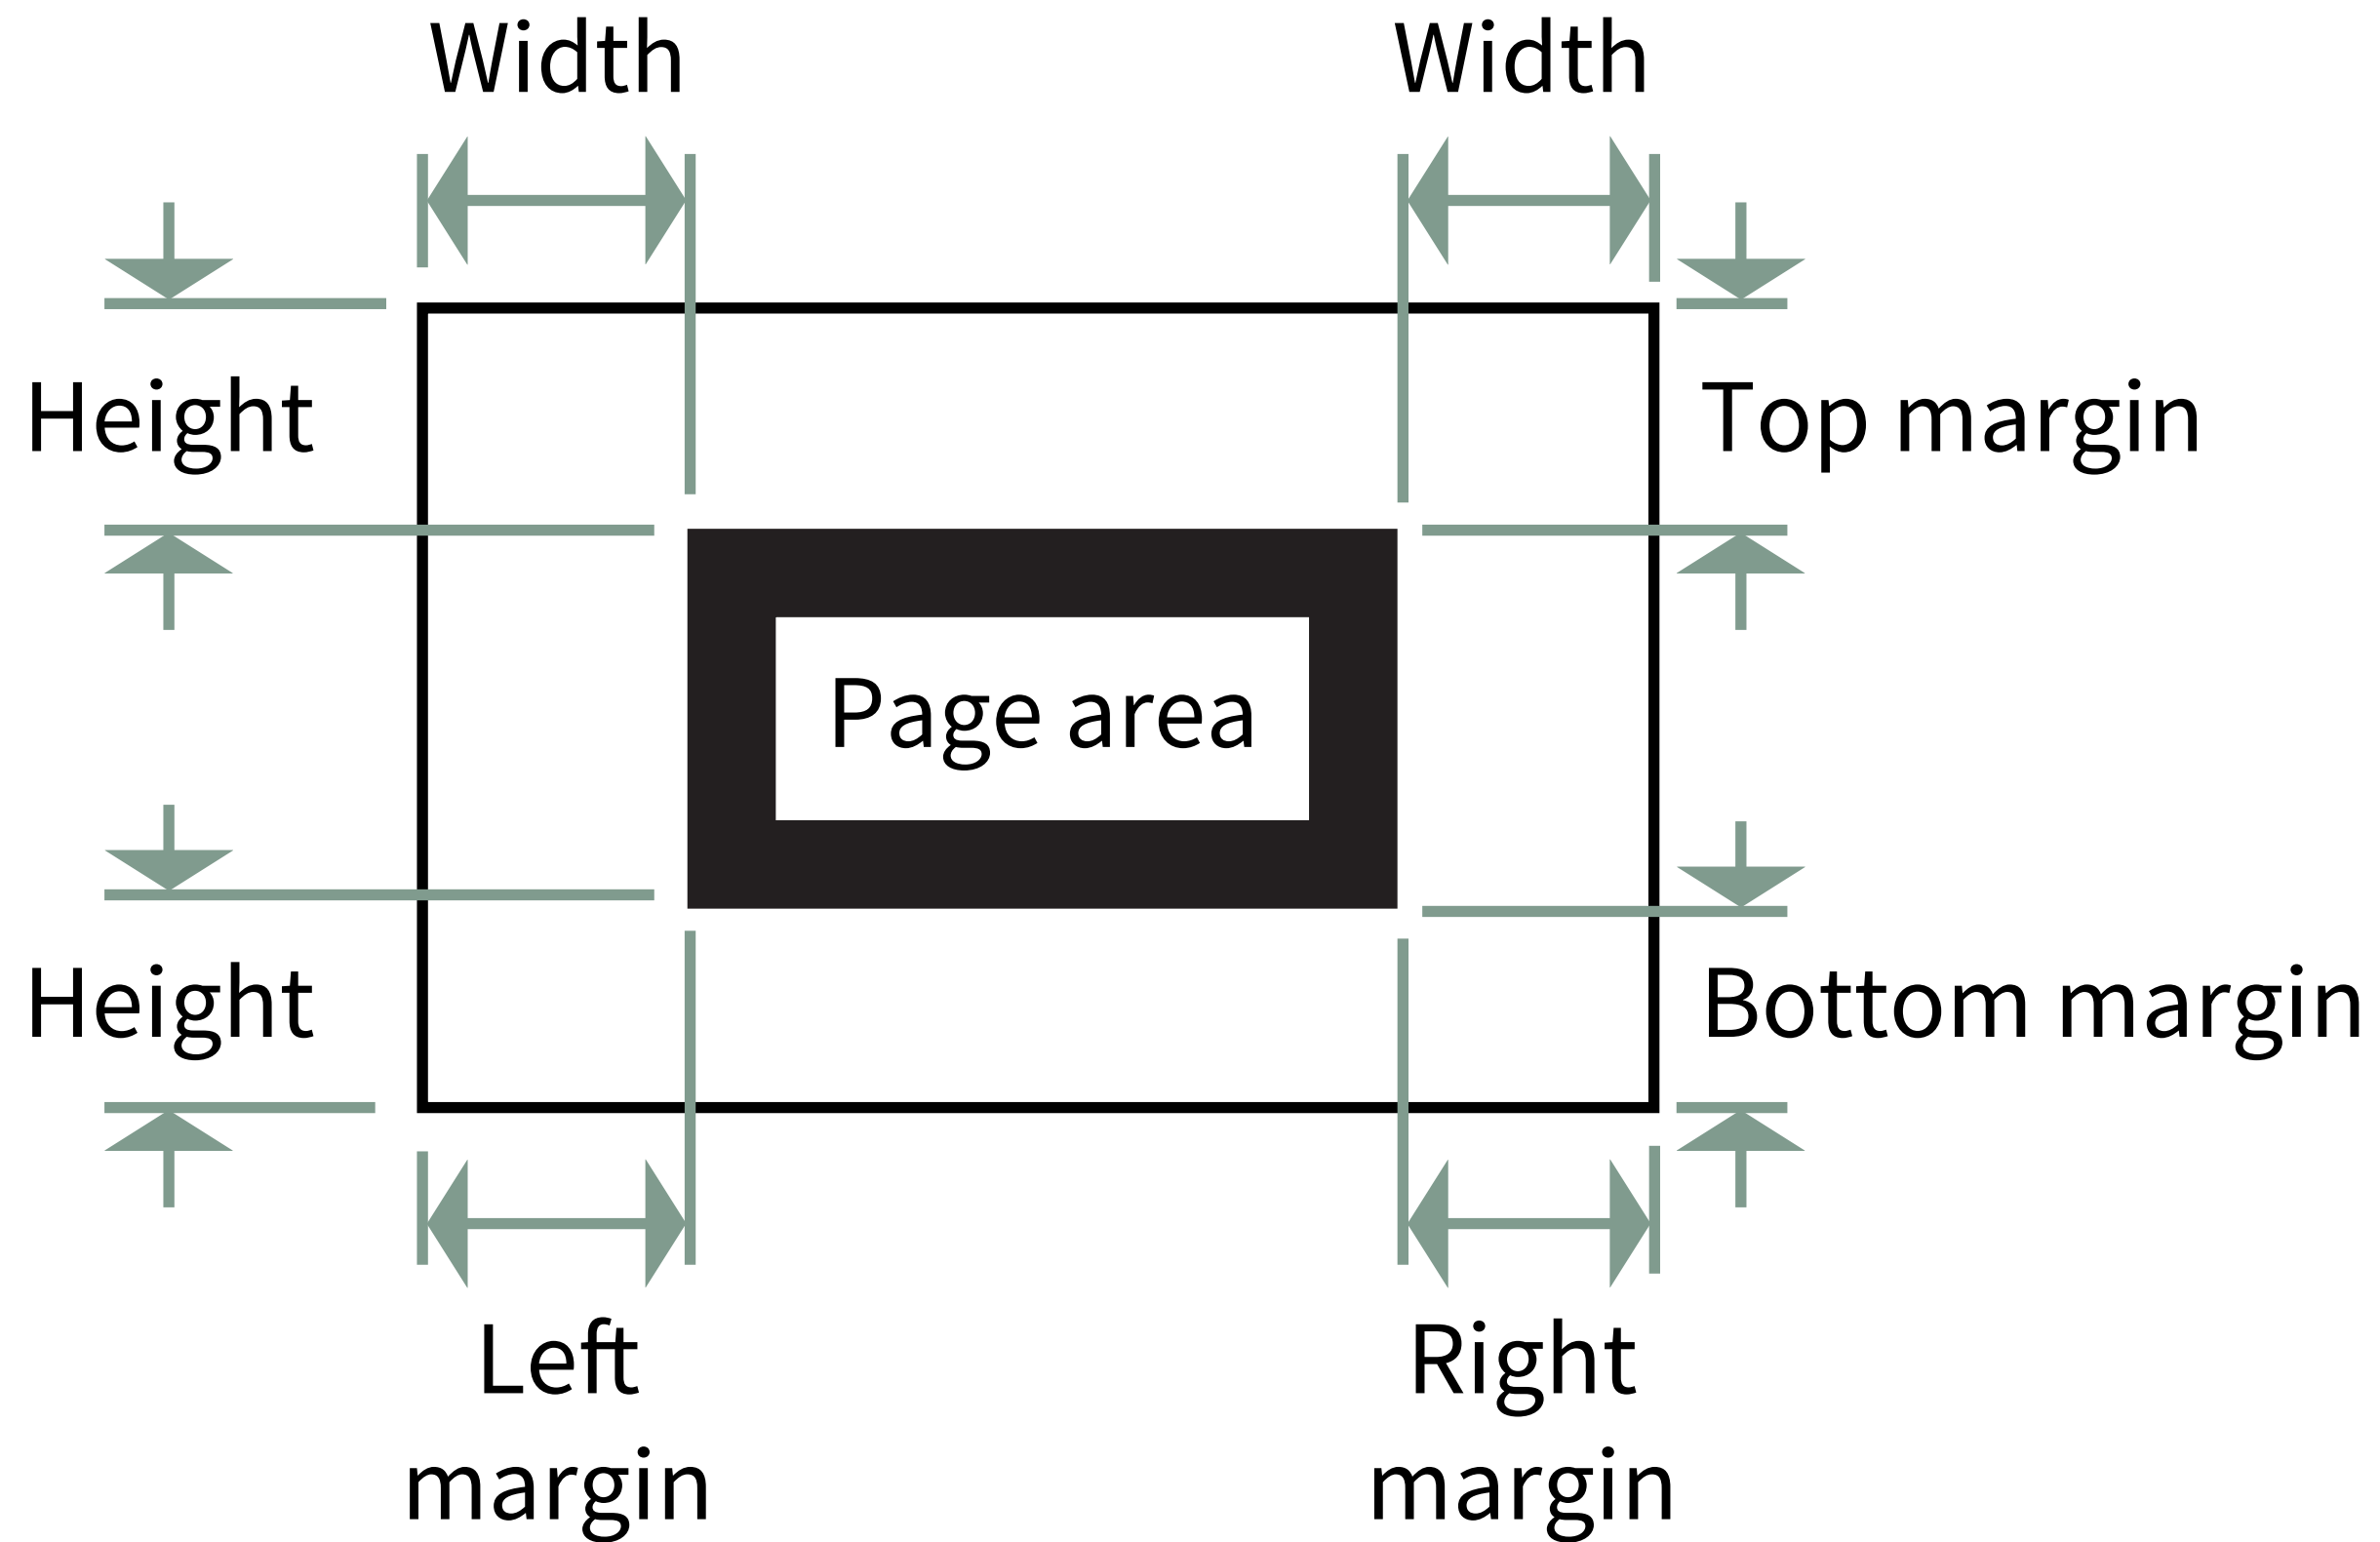 Width
Width
Height
Top margin
Page area
Height
Bottom margin
Left
margin
Right
margin